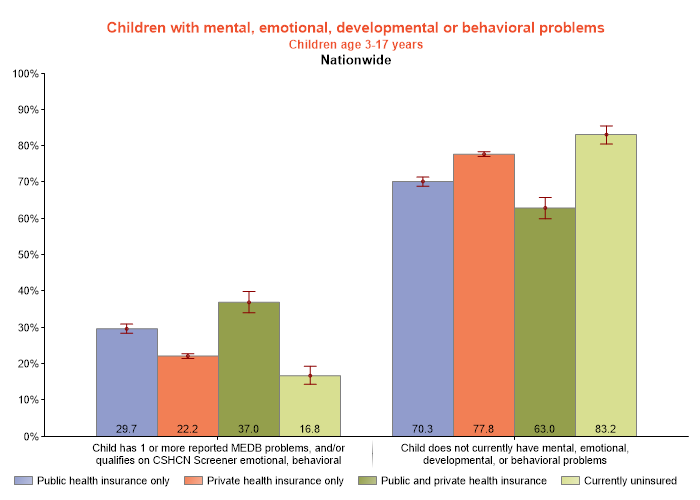 Children with mental, emotional, developmental or behavioral problems
Children age 3-17 years
Nationwide
100%
90%
80%
70%
60%
50%
40%
30%
20%
10%
0%
29.7 22.2 37.0 16.8 70.3 77.8 63.0 83.2
Child has 1 or more reported MEDB problems, and/or
qualifies on CSHCN Screener emotional, behavioral
Child does not currently have mental, emotional,
developmental, or behavioral problems
Public health insurance only Private health insurance only Public and private health insurance Currently uninsured